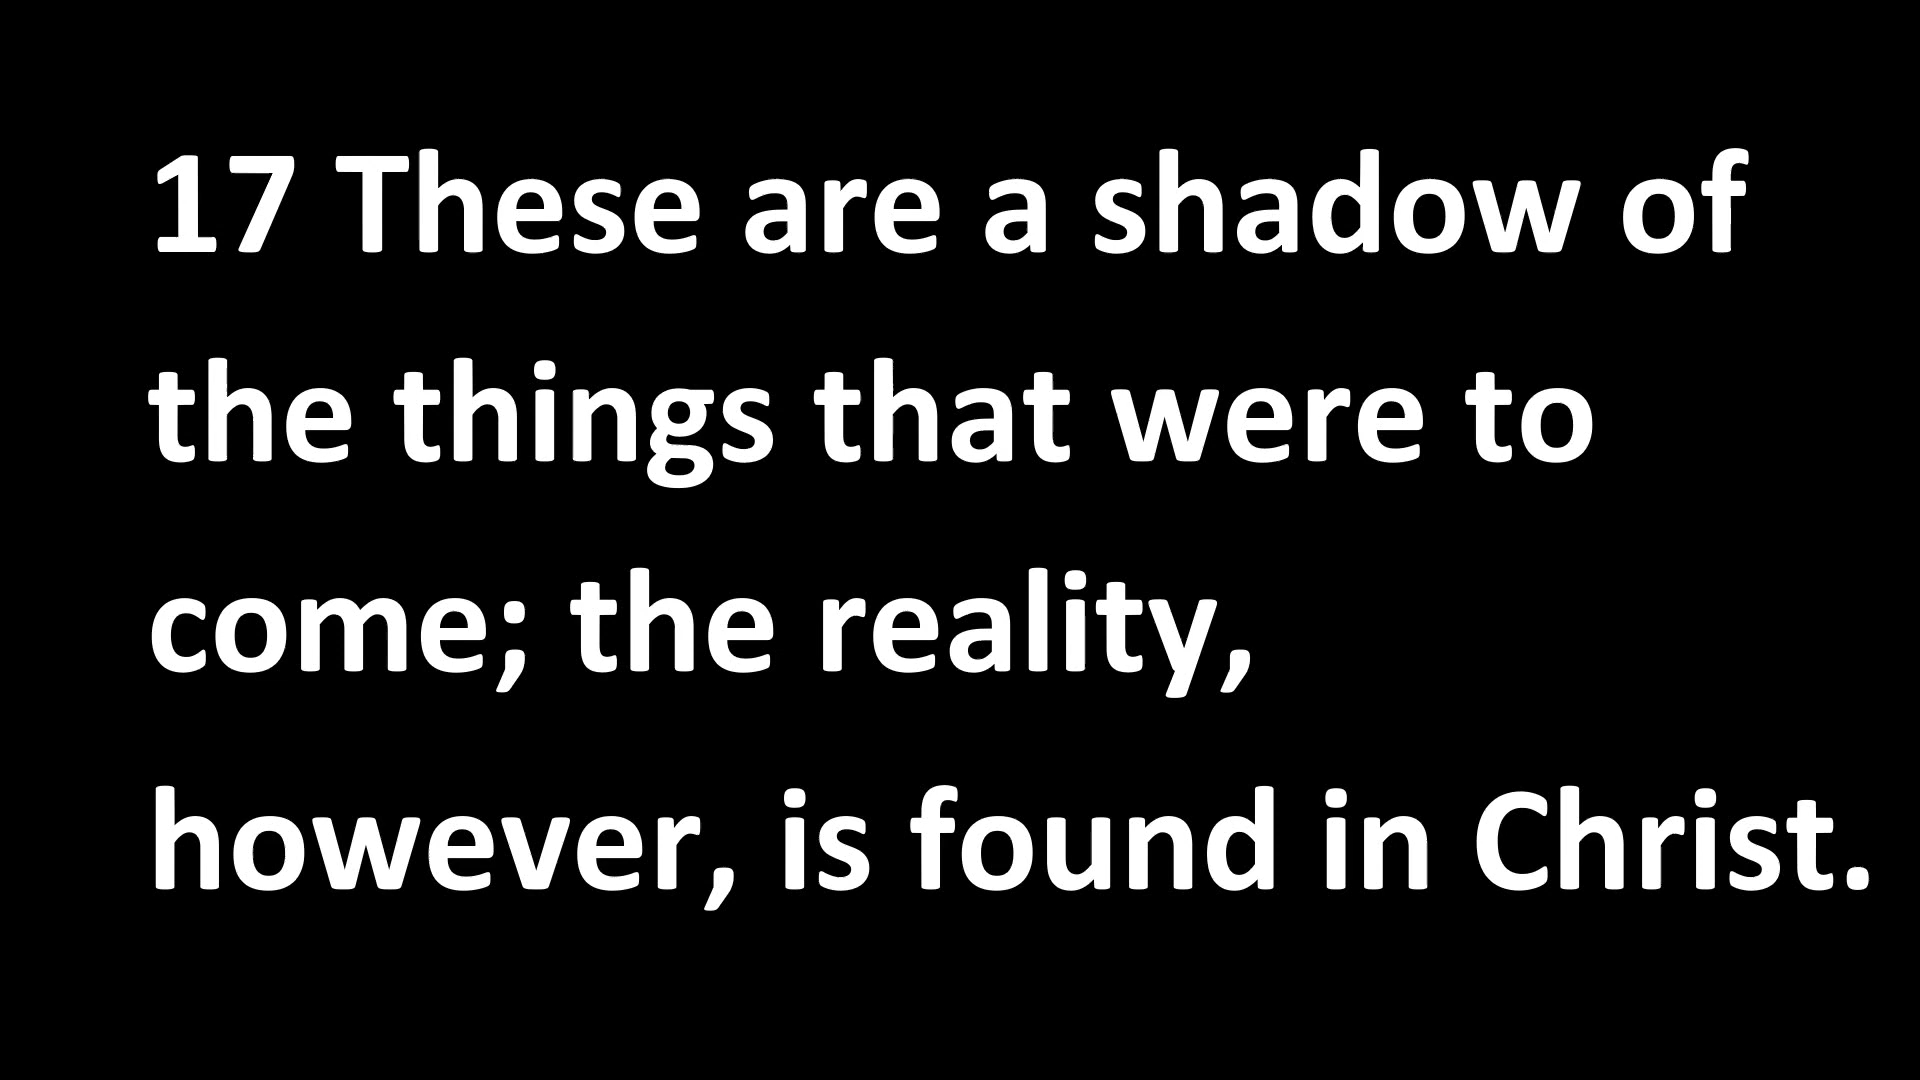 17 These are a shadow of
the things that were to
come; the reality,
however, is found in Christ.